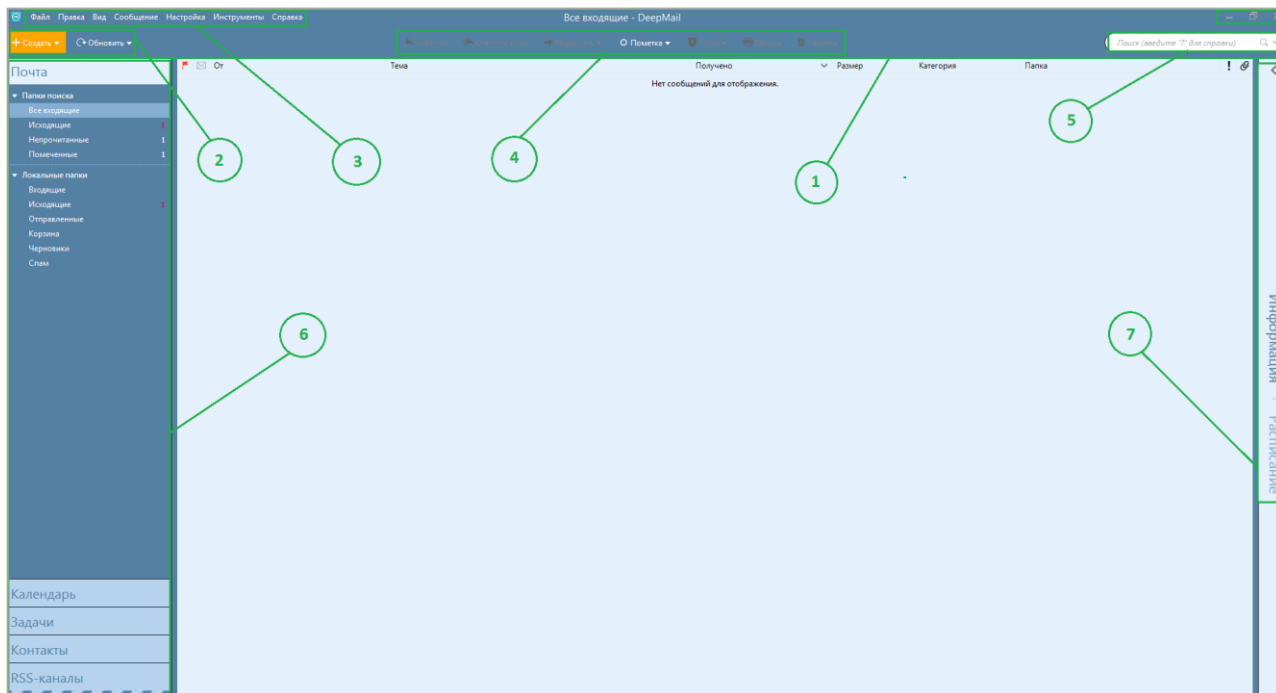 Файл Правка Вид Сообщение Настройка Инструменты Справка
Все входящие - DeepMail
+ Создать Обновить
Пометка
Поиск (введите "?" для справки)
Почта
От Тема Получено Размер Категория Папка !
Нет сообщений для отображения.
Папки поиска
Все входящие
Исходящие 1
Непрочитанные 1
Помеченные 1
Локальные папки
Входящие
Исходящие 1
Отправленные
Корзина
Черновики
Спам
2
3
4
1
5
6
7
Информация
Расписание
Календарь
Задачи
Контакты
RSS-каналы